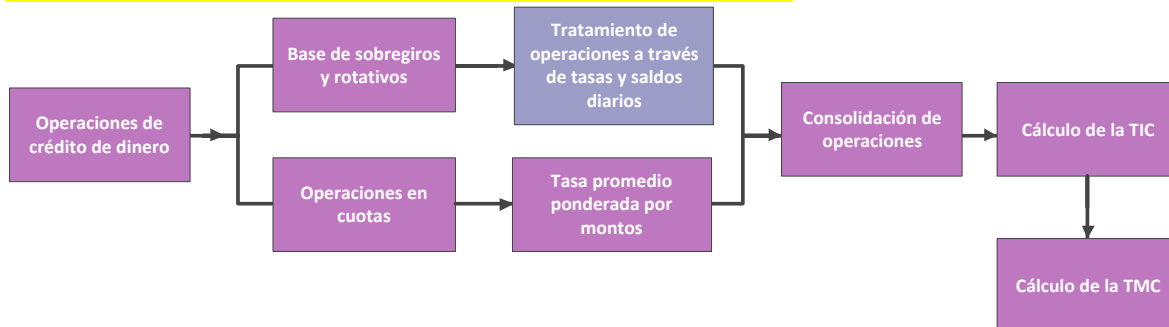 Operaciones de
crédito de dinero
Base de sobregiros
y rotativos
Tratamiento de
operaciones a través
de tasas y saldos
diarios
Operaciones en
cuotas
Tasa promedio
ponderada por
montos
Consolidación de
operaciones
Cálculo de la TIC
Cálculo de la TMC